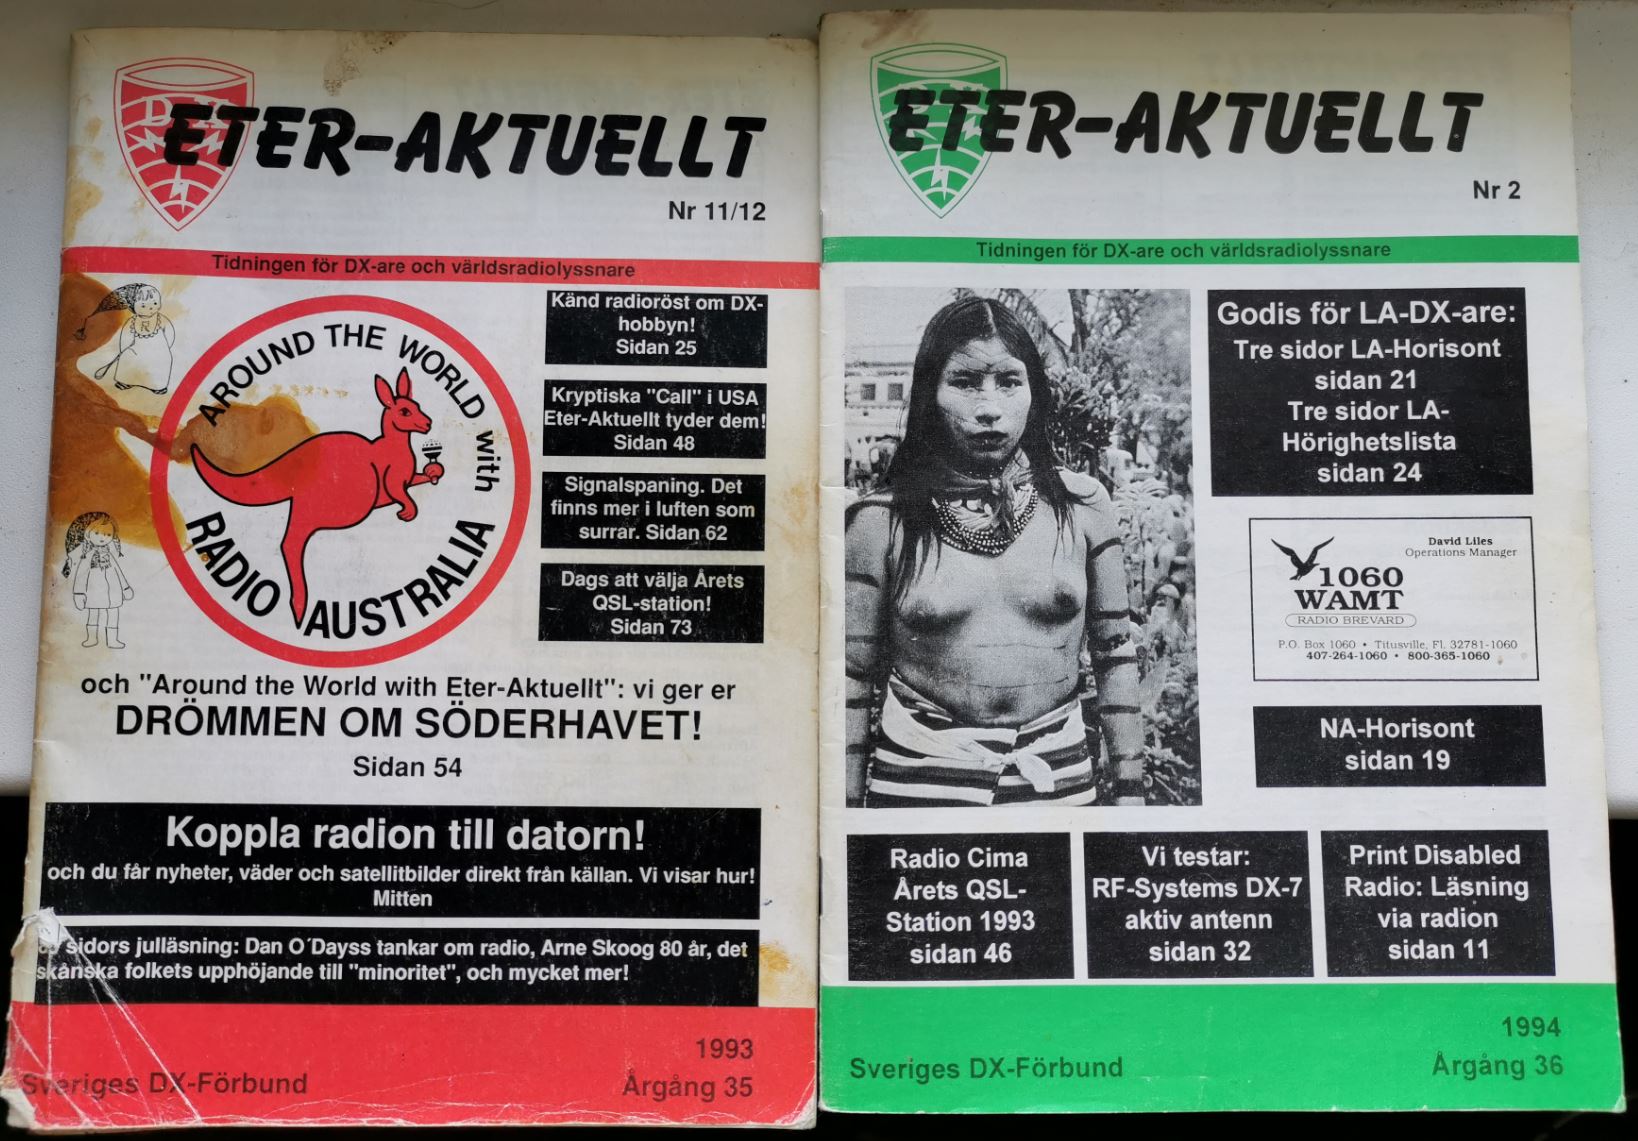 DX
ETER-AKTUELLT
Nr 11/12
Tidningen för DX-are och världsradiolyssnare
AROUND THE WORLD with
RADIO AUSTRALIA
Känd radioröst om DX-
hobbyn!
Sidan 25
Kryptiska "Call" i USA
Eter-Aktuellt tyder dem!
Sidan 48
Signalspaning. Det
finns mer i luften som
surrar. Sidan 62
Dags att välja Årets
QSL-station!
Sidan 73
och "Around the World with Eter-Aktuellt": vi ger er
DRÖMMEN OM SÖDERHAVET!
Sidan 54
Koppla radion till datorn!
och du får nyheter, väder och satellitbilder direkt från källan. Vi visar hur!
Mitten
sidors julläsning: Dan O´Dayss tankar om radio, Arne Skoog 80 år, det
skånska folkets upphöjande till "minoritet", och mycket mer!
1993
Sveriges DX-Förbund
Årgång 35
ETER-AKTUELLT
Nr 2
Tidningen för DX-are och världsradiolyssnare
Godis för LA-DX-are:
Tre sidor LA-Horisont
sidan 21
Tre sidor LA-
Hörighetslista
sidan 24
David Liles
Operations Manager
1060
WAMT
RADIO BREVARD
P.O. Box 1060 • Titusville, Fl. 32781-1060
407-264-1060 • 800-365-1060
NA-Horisont
sidan 19
Radio Cima
Årets QSL-
Station 1993
sidan 46
Vi testar:
RF-Systems DX-7
aktiv antenn
sidan 32
Print Disabled
Radio: Läsning
via radion
sidan 11
1994
Sveriges DX-Förbund
Årgång 36